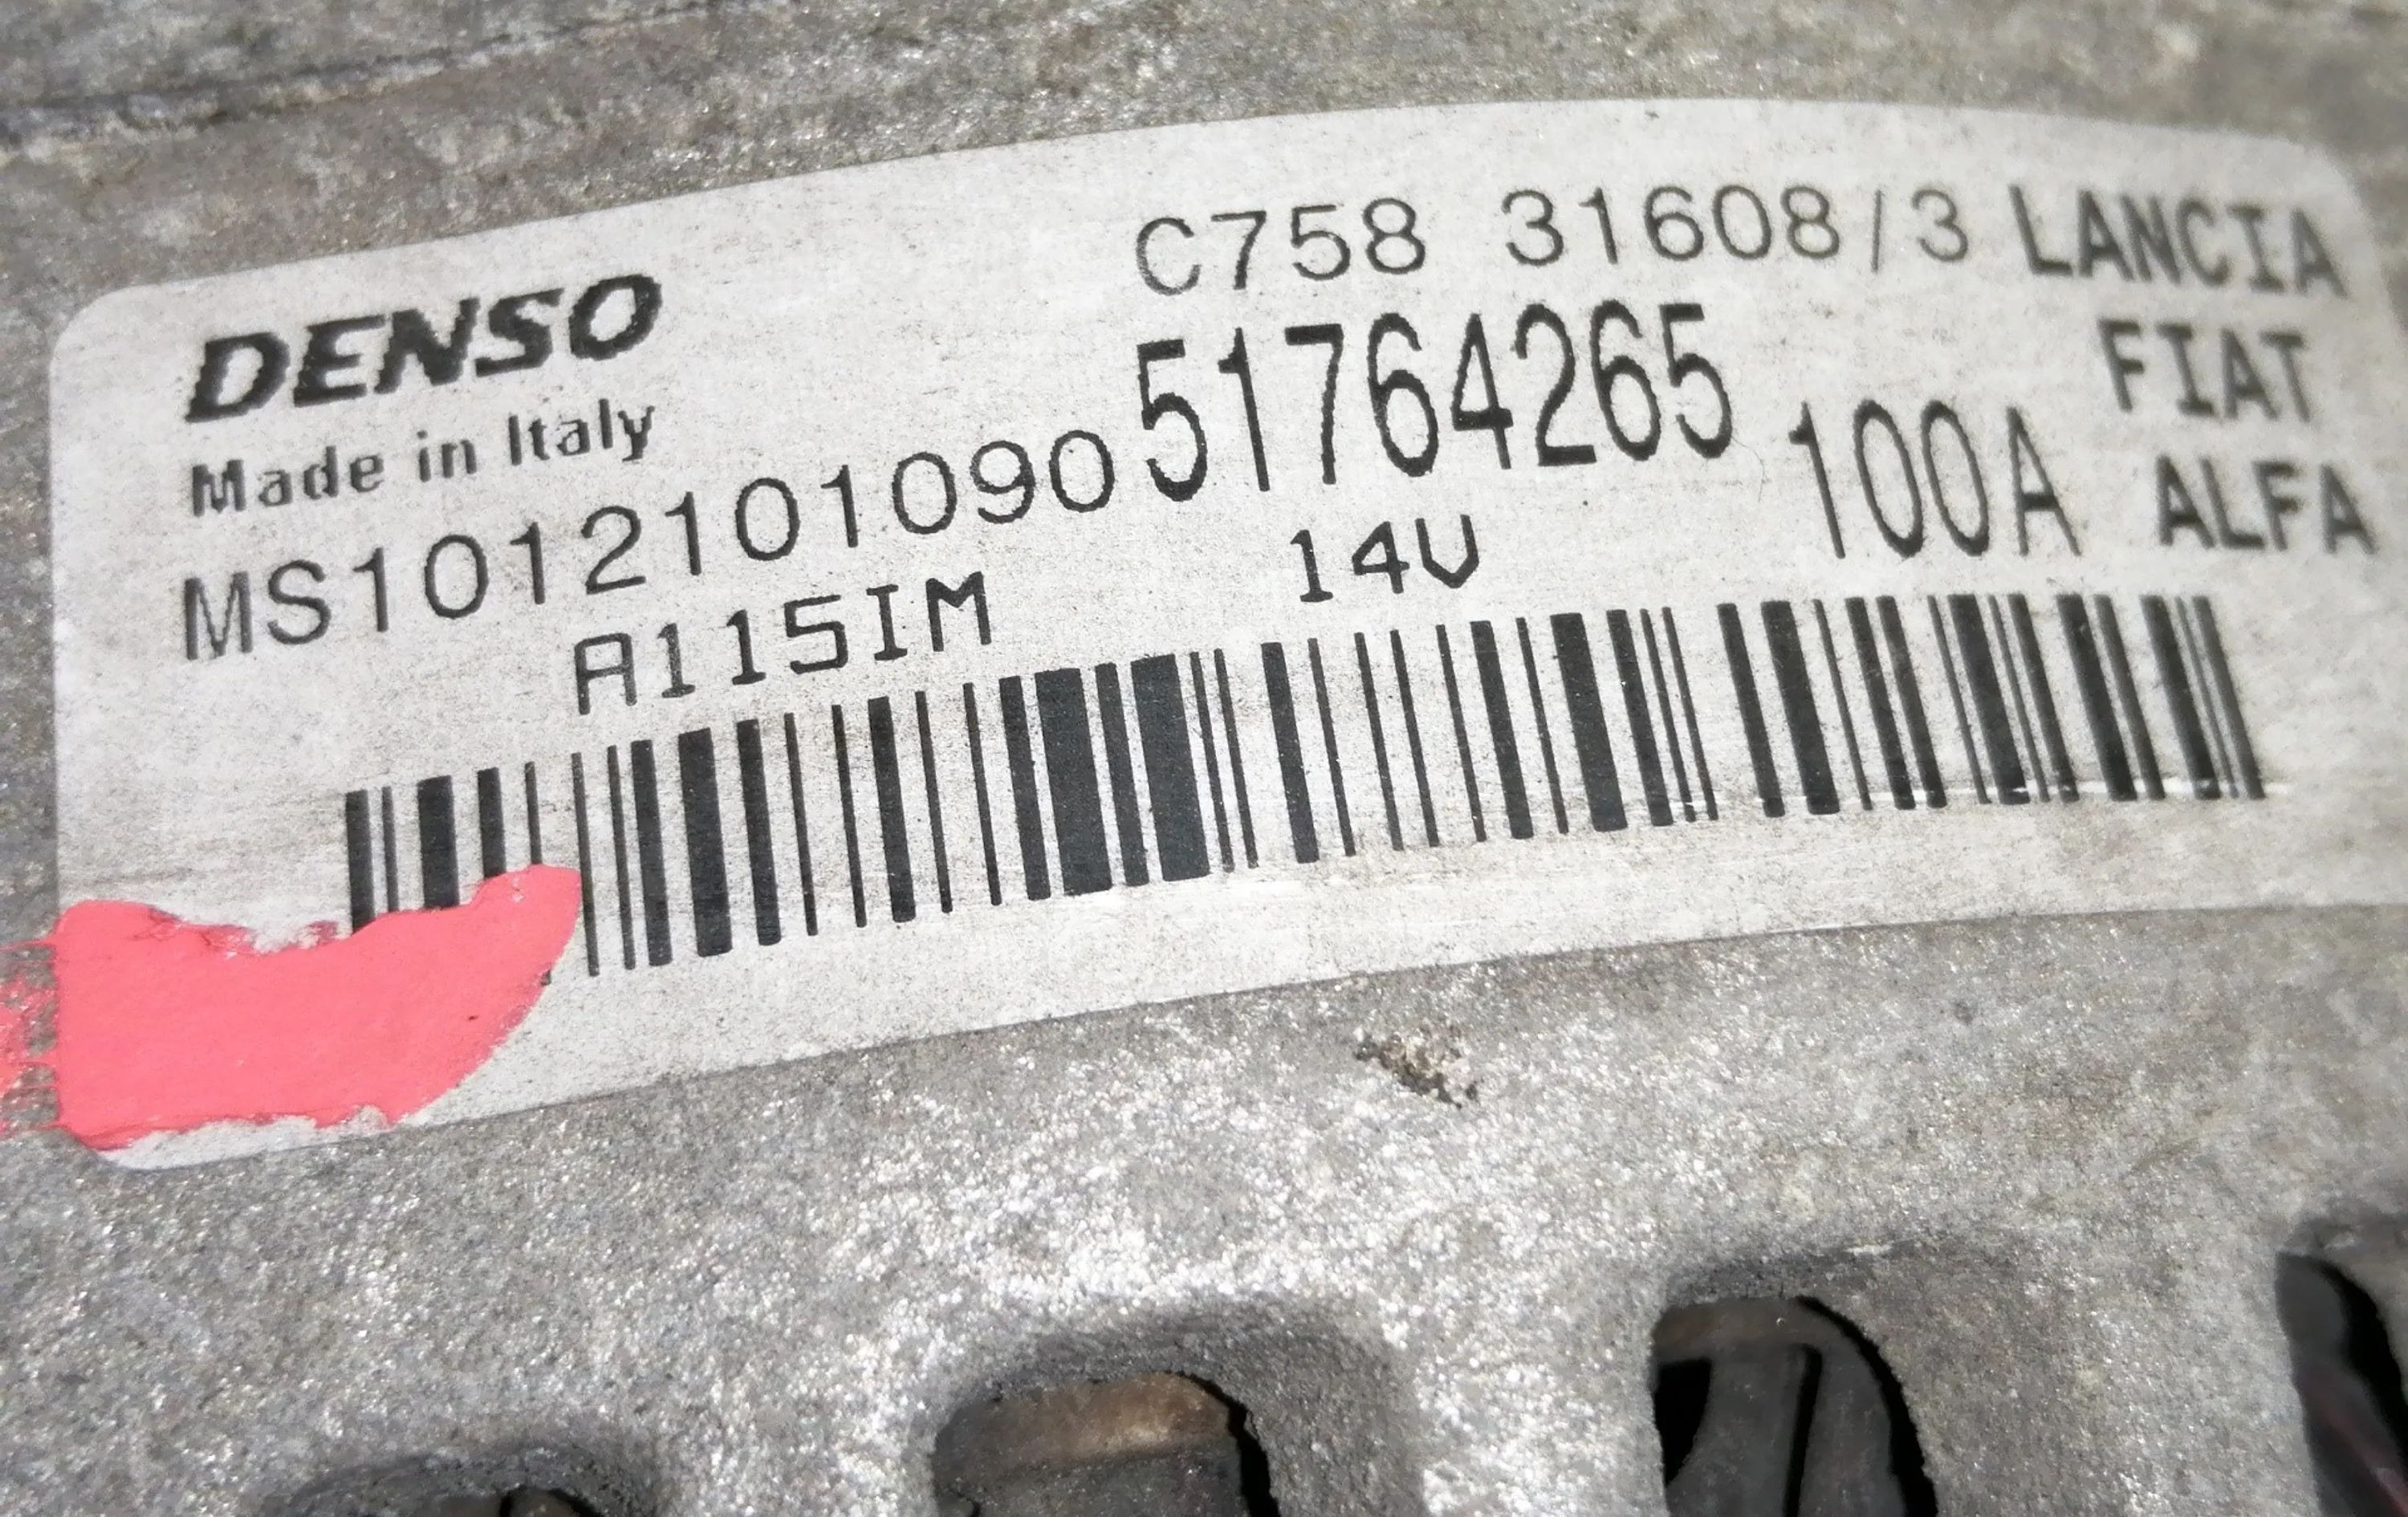 C758 31608/3 LANCIA
DENSO
Made in Italy
51764265 FIAT
MS1012101090 100A ALFA
A115IM 14V